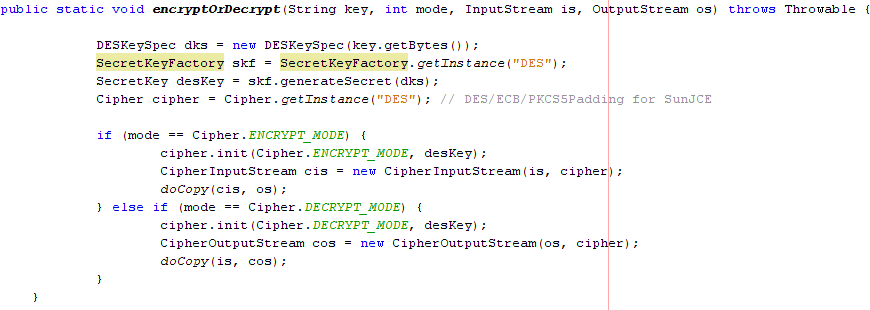 public static void encryptOrDecrypt(String key, int mode, InputStream is, OutputStream os) throws Throwable {
DESKeySpec dks = new DESKeySpec(key.getBytes());
SecretKeyFactory skf = SecretKeyFactory.getInstance("DES");
SecretKey desKey = skf.generateSecret(dks);
Cipher cipher = Cipher.getInstance("DES"); // DES/ECB/PKCS5Padding for SunJCE
if (mode == Cipher.ENCRYPT_MODE) {
cipher.init(Cipher.ENCRYPT_MODE, desKey);
CipherInputStream cis = new CipherInputStream(is, cipher);
doCopy(cis, os);
} else if (mode == Cipher.DECRYPT_MODE) {
cipher.init(Cipher.DECRYPT_MODE, desKey);
CipherOutputStream cos = new CipherOutputStream(os, cipher);
doCopy(is, cos);
}
}